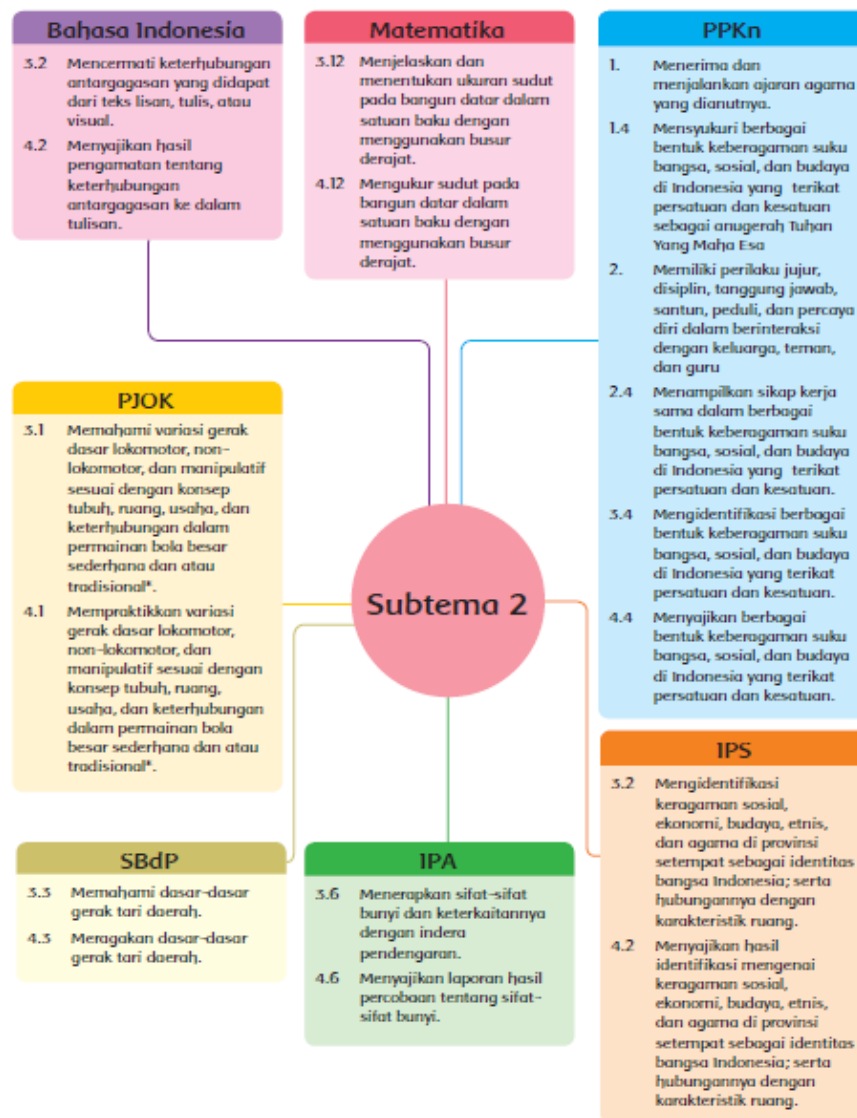 Bahasa Indonesia
3.2 Mencermati keterhubungan
antargagasan yang didapat
dari teks lisan, tulis, atau
visual.
4.2 Menyajikan hasil
pengamatan tentang
keterhubungan
antargagasan ke dalam
tulisan.
Matematika
3.12 Menjelaskan dan
menentukan ukuran sudut
pada bangun datar dalam
satuan baku dengan
menggunakan busur
derajat.
4.12 Mengukur sudut pada
bangun datar dalam
satuan baku dengan
menggunakan busur
derajat.
PPKn
1. Menerima dan
menjalankan ajaran agama
yang dianutnya.
1.4 Mensyukuri berbagai
bentuk keberagaman suku
bangsa, sosial, dan budaya
di Indonesia yang terikat
persatuan dan kesatuan
sebagai anugerah Tuhan
Yang Maha Esa
2. Memiliki perilaku jujur,
disiplin, tanggung jawab,
santun, peduli, dan percaya
diri dalam berinteraksi
dengan keluarga, teman,
dan guru
2.4 Menampilkan sikap kerja
sama dalam berbagai
bentuk keberagaman suku
bangsa, sosial, dan budaya
di Indonesia yang terikat
persatuan dan kesatuan.
3.4 Mengidentifikasi berbagai
bentuk keberagaman suku
bangsa, sosial, dan budaya
di Indonesia yang terikat
persatuan dan kesatuan.
4.4 Menyajikan berbagai
bentuk keberagaman suku
bangsa, sosial, dan budaya
di Indonesia yang terikat
persatuan dan kesatuan.
PJOK
3.1 Memahami variasi gerak
dasar lokomotor, non-
lokomotor, dan manipulatif
sesuai dengan konsep
tubuh, ruang, usaha, dan
keterhubungan dalam
permainan bola besar
sederhana dan atau
tradisional*.
4.1 Mempraktikkan variasi
gerak dasar lokomotor,
non-lokomotor, dan
manipulatif sesuai dengan
konsep tubuh, ruang,
usaha, dan keterhubungan
dalam permainan bola
besar sederhana dan atau
tradisional*.
Subtema 2
SBdP
3.3 Memahami dasar-dasar
gerak tari daerah.
4.3 Meragakan dasar-dasar
gerak tari daerah.
IPA
3.6 Menerapkan sifat-sifat
bunyi dan keterkaitannya
dengan indera
pendengaran.
4.6 Menyajikan laporan hasil
percobaan tentang sifat-
sifat bunyi.
IPS
3.2 Mengidentifikasi
keragaman sosial,
ekonomi, budaya, etnis,
dan agama di provinsi
setempat sebagai identitas
bangsa Indonesia; serta
hubungannya dengan
karakteristik ruang.
4.2 Menyajikan hasil
identifikasi mengenai
keragaman sosial,
ekonomi, budaya, etnis,
dan agama di provinsi
setempat sebagai identitas
bangsa Indonesia; serta
hubungannya dengan
karakteristik ruang.